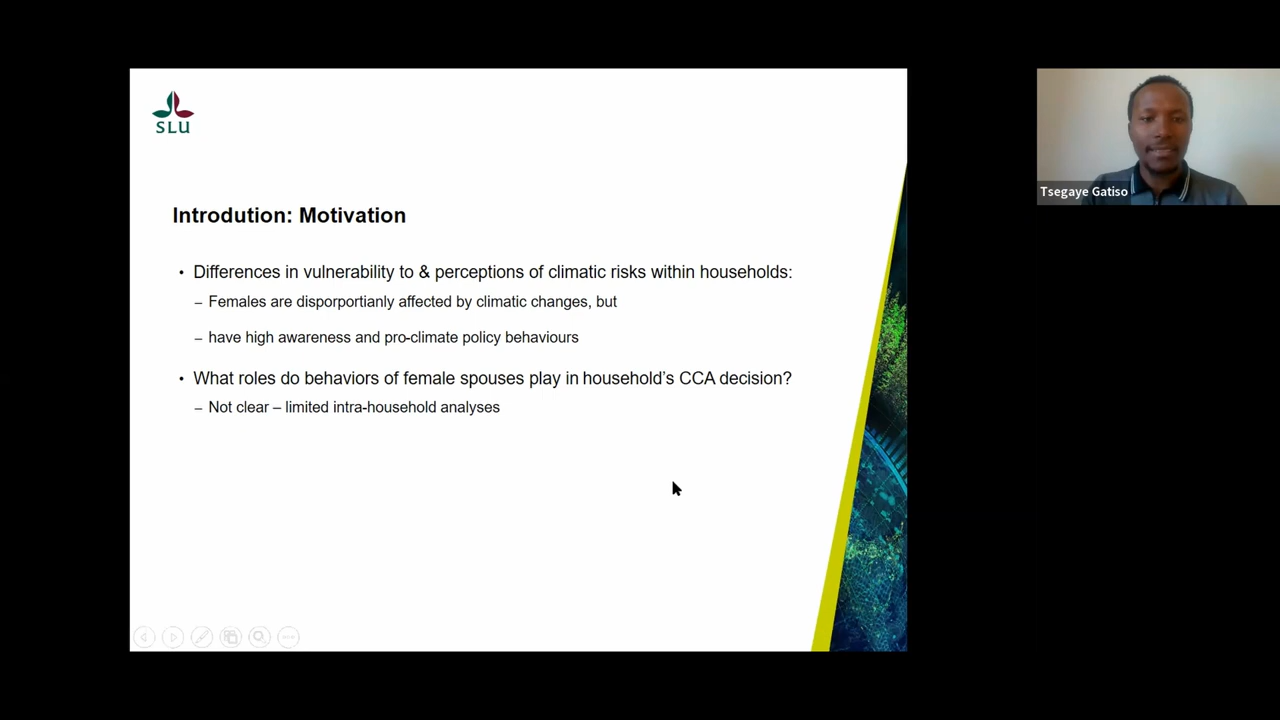 SLU
Introdution: Motivation
• Differences in vulnerability to & perceptions of climatic risks within households:
– Females are disporportianly affected by climatic changes, but
– have high awareness and pro-climate policy behaviours
• What roles do behaviors of female spouses play in household’s CCA decision?
– Not clear – limited intra-household analyses
Tsegaye Gatiso